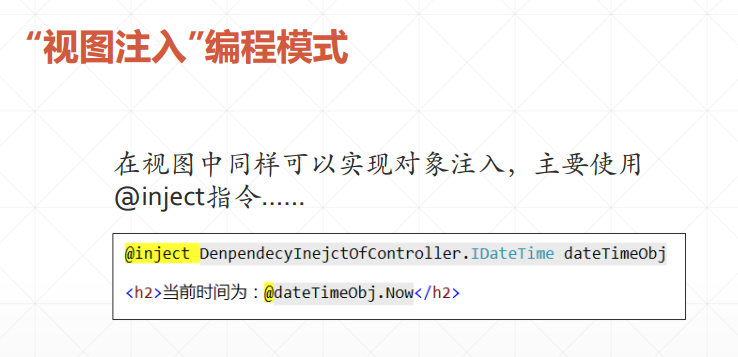 “视图注入”编程模式
在视图中同样可以实现对象注入，主要使用
@inject指令......
@inject DenpendecyInejctOfController.IDateTime dateTimeObj
<h2>当前时间为：@dateTimeObj.Now</h2>